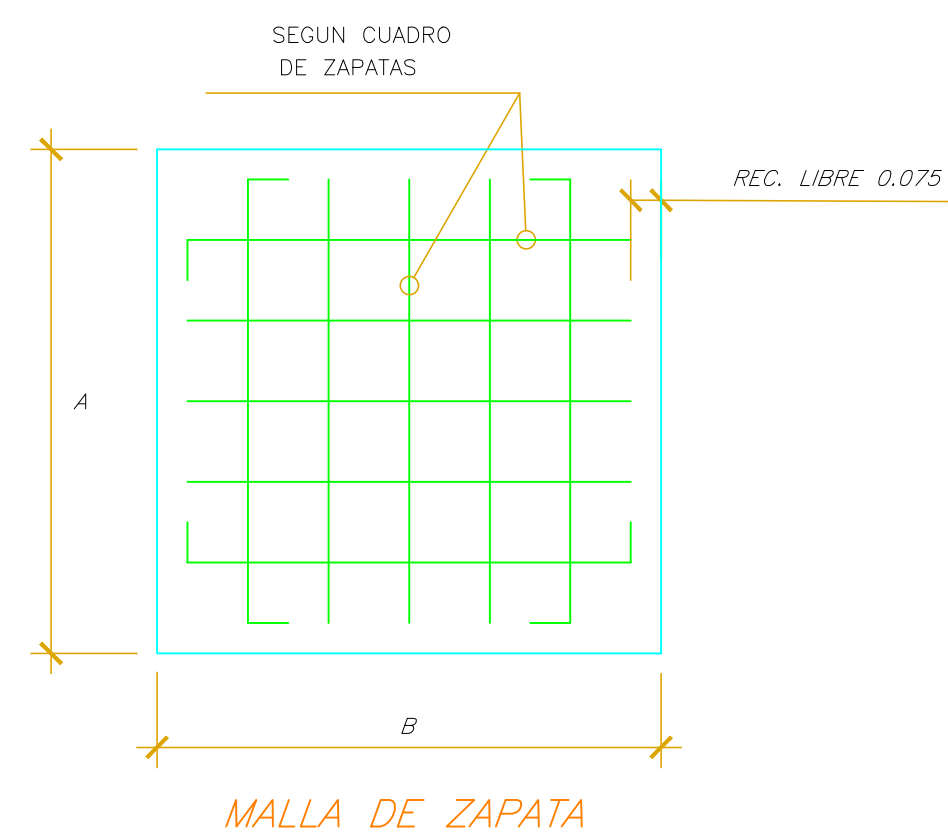 SEGUN CUADRO
DE ZAPATAS
REC. LIBRE 0.075
A
B
MALLA DE ZAPATA